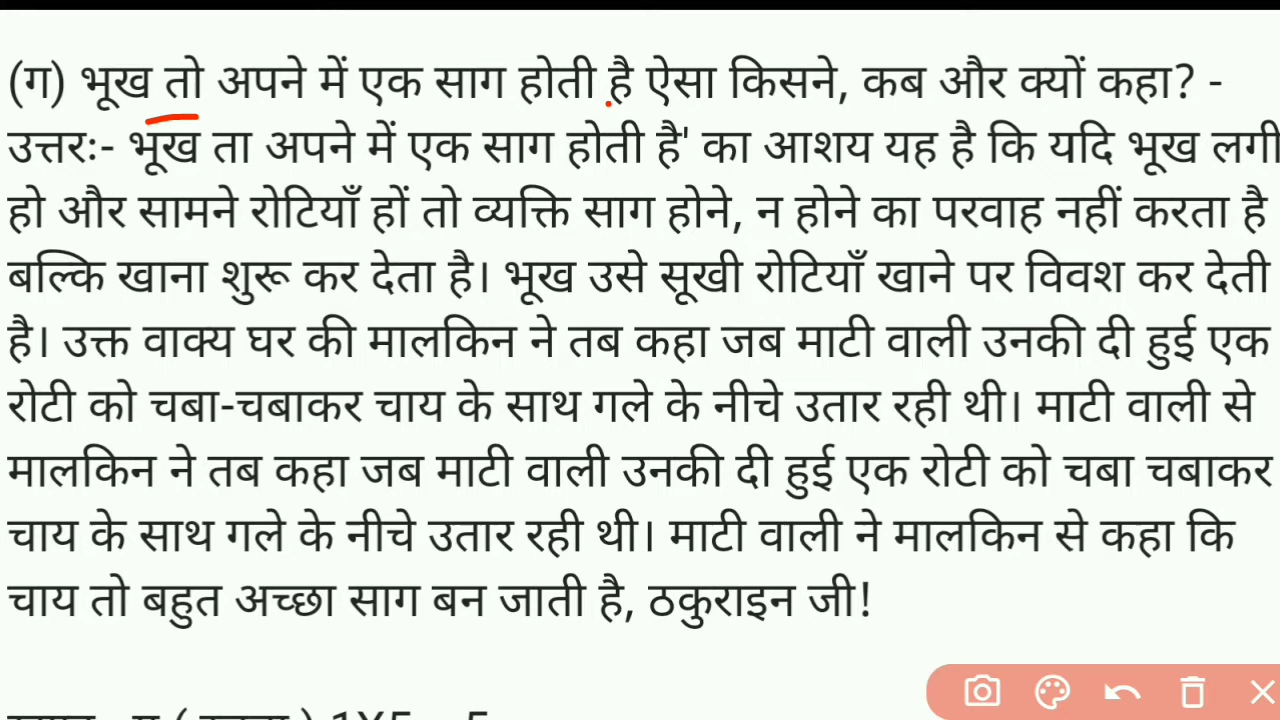 (ग) भूख तो अपने में एक साग होती है ऐसा किसने, कब और क्यों कहा? -
उत्तरः- भूख ता अपने में एक साग होती है' का आशय यह है कि यदि भूख लगी
हो और सामने रोटियाँ हों तो व्यक्ति साग होने, न होने का परवाह नहीं करता है
बल्कि खाना शुरू कर देता है। भूख उसे सूखी रोटियाँ खाने पर विवश कर देती
है। उक्त वाक्य घर की मालकिन ने तब कहा जब माटी वाली उनकी दी हुई एक
रोटी को चबा-चबाकर चाय के साथ गले के नीचे उतार रही थी। माटी वाली से
मालकिन ने तब कहा जब माटी वाली उनकी दी हुई एक रोटी को चबा चबाकर
चाय के साथ गले के नीचे उतार रही थी। माटी वाली ने मालकिन से कहा कि
चाय तो बहुत अच्छा साग बन जाती है, ठकुराइन जी!